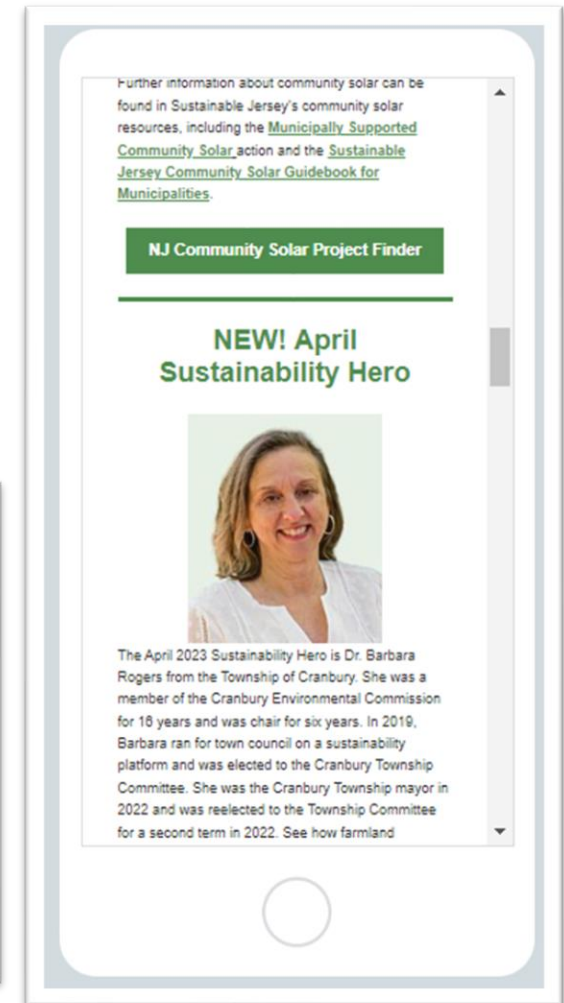 Further information about community solar can be
found in Sustainable Jersey's community solar
resources, including the Municipally Supported
Community Solar action and the Sustainable
Jersey Community Solar Guidebook for
Municipalities.
NJ Community Solar Project Finder
NEW! April
Sustainability Hero
The April 2023 Sustainability Hero is Dr. Barbara
Rogers from the Township of Cranbury. She was a
member of the Cranbury Environmental Commission
for 16 years and was chair for six years. In 2019,
Barbara ran for town council on a sustainability
platform and was elected to the Cranbury Township
Committee. She was the Cranbury Township mayor in
2022 and was reelected to the Township Committee
for a second term in 2022. See how farmland